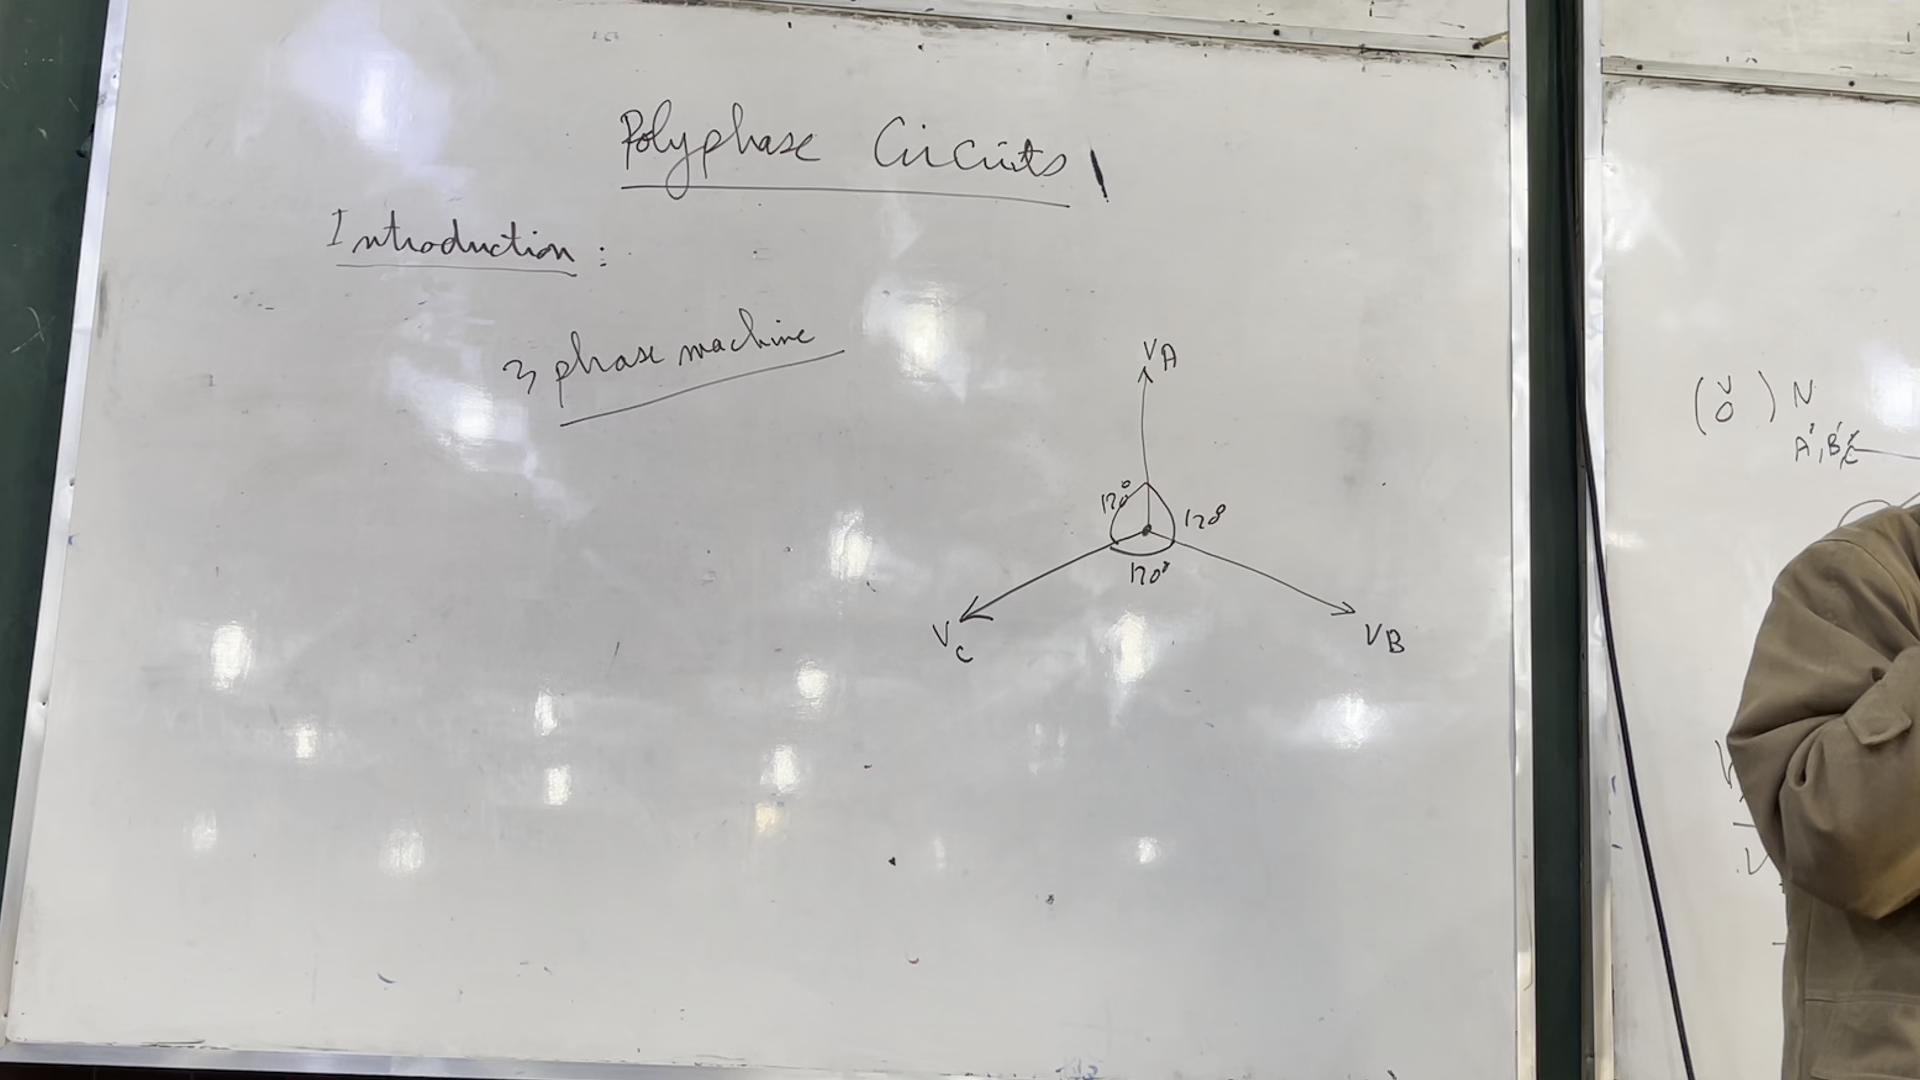 Polyphase Circuits
Introduction :
3 phase machine
VA
120°
120°
120°
VC
VB
(V
O) N
A', B', C'